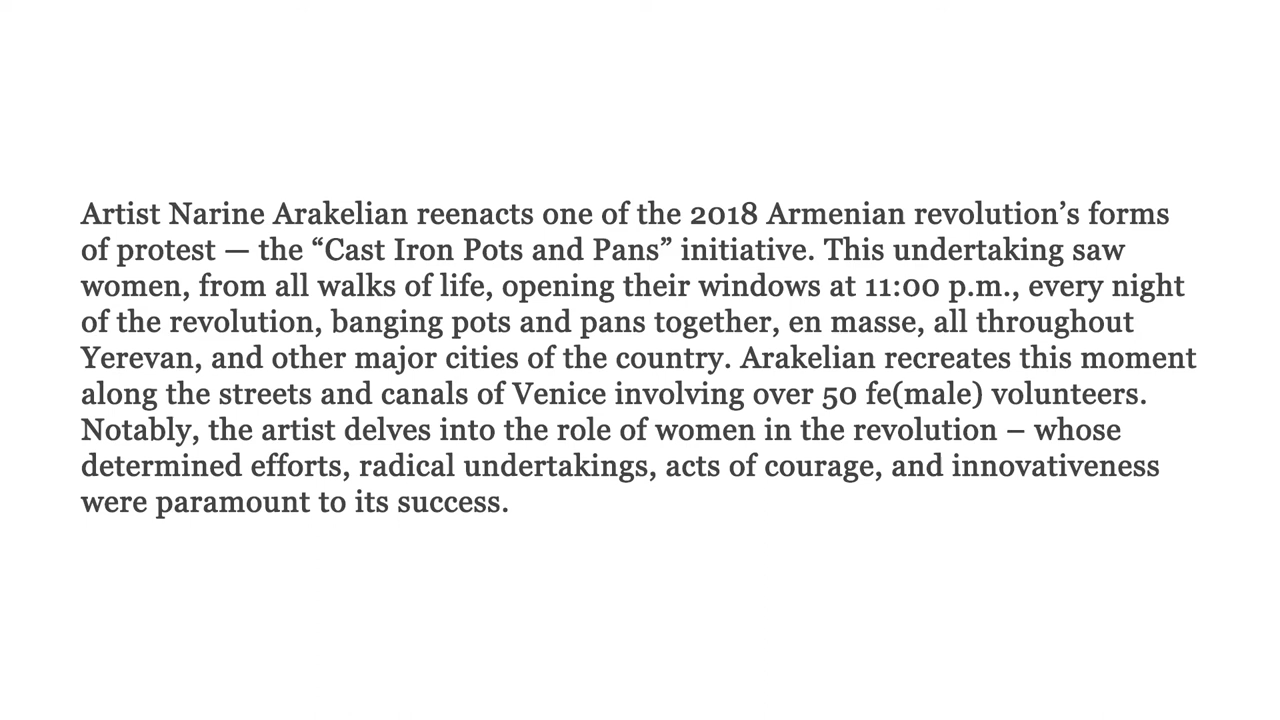 Artist Narine Arakelian reenacts one of the 2018 Armenian revolution’s forms
of protest — the “Cast Iron Pots and Pans” initiative. This undertaking saw
women, from all walks of life, opening their windows at 11:00 p.m., every night
of the revolution, banging pots and pans together, en masse, all throughout
Yerevan, and other major cities of the country. Arakelian recreates this moment
along the streets and canals of Venice involving over 50 fe(male) volunteers.
Notably, the artist delves into the role of women in the revolution – whose
determined efforts, radical undertakings, acts of courage, and innovativeness
were paramount to its success.